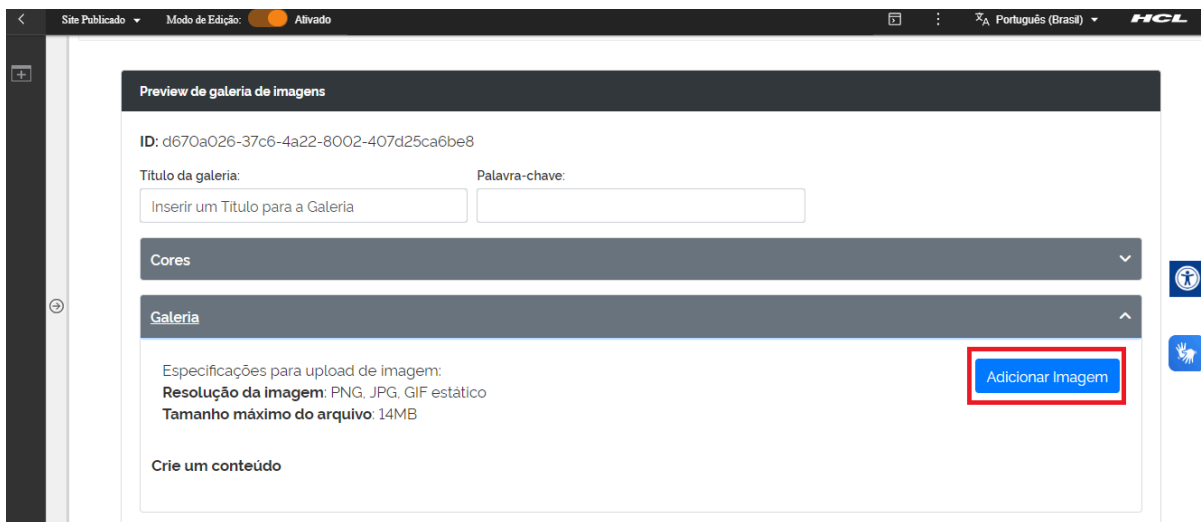 Site Publicado Modo de Edição: Ativado Português (Brasil) HCL
Preview de galeria de imagens
ID: d670a026-37c6-4a22-8002-407d25ca6be8
Título da galeria: Palavra-chave:
Inserir um Título para a Galeria
Cores
Galeria
Especificações para upload de imagem:
Adicionar Imagem
Resolução da imagem: PNG, JPG, GIF estático
Tamanho máximo do arquivo: 14MB
Crie um conteúdo